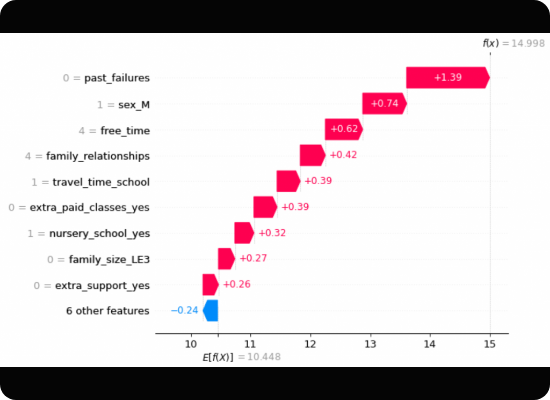 f(x) = 14.998
0 = past_failures +1.39
1 = sex_M +0.74
4 = free_time +0.62
4 = family_relationships +0.42
1 = travel_time_school +0.39
0 = extra_paid_classes_yes +0.39
1 = nursery_school_yes +0.32
0 = family_size_LE3 +0.27
0 = extra_support_yes +0.26
6 other features −0.24
10 11 12 13 14 15
E[f(X)] = 10.448